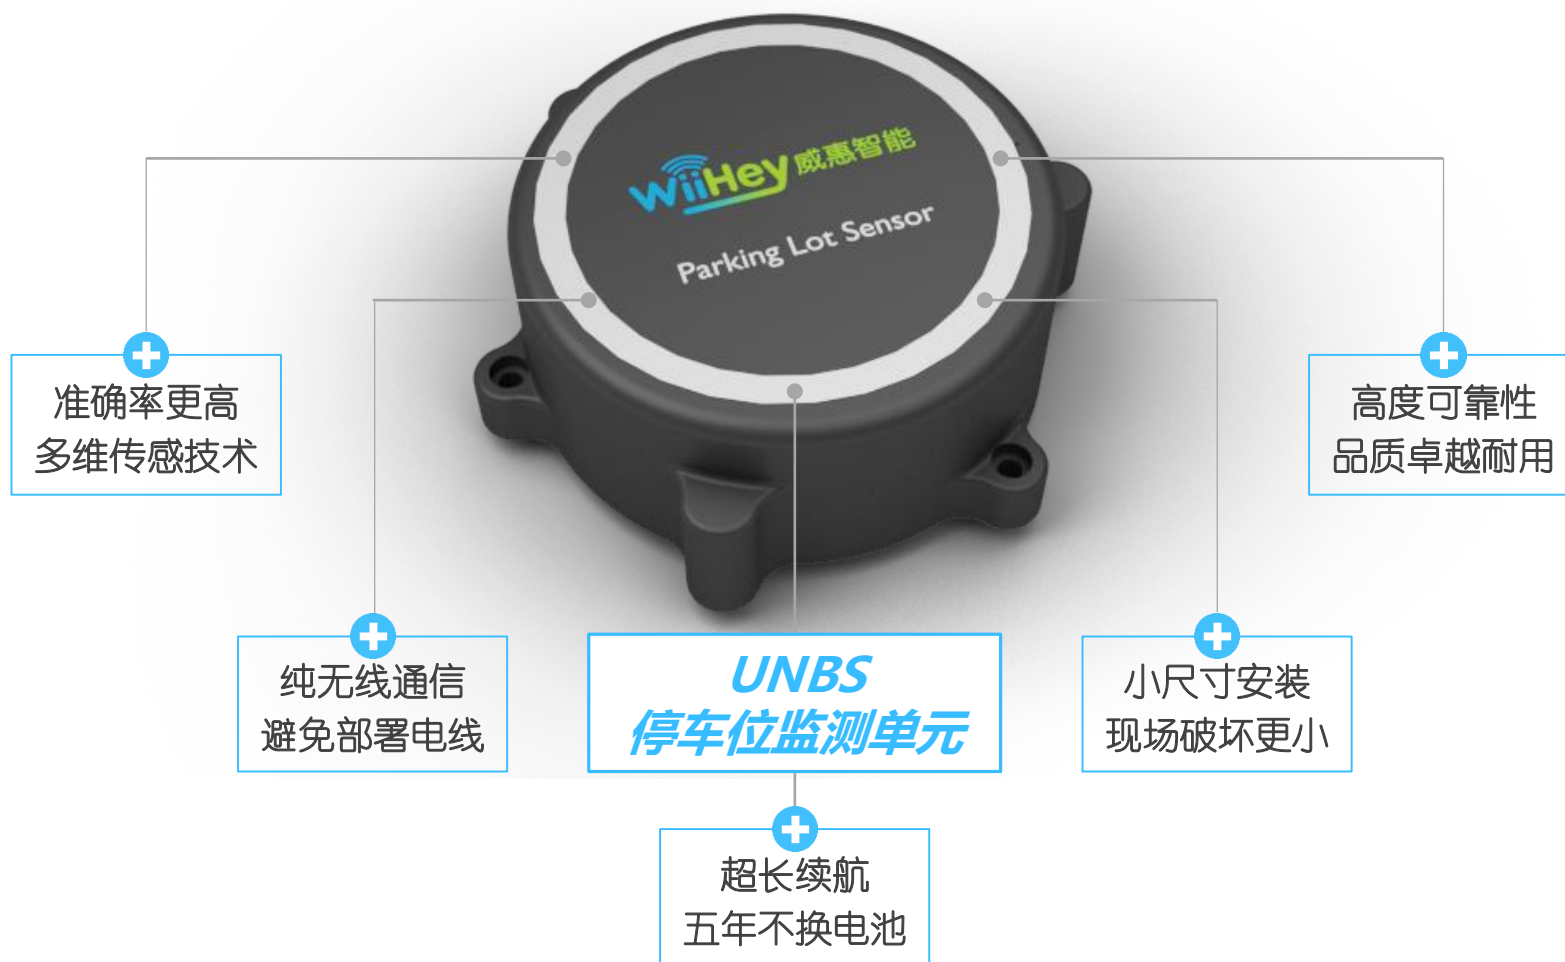 WiiHey威惠智能
Parking Lot Sensor
准确率更高
多维传感技术
高度可靠性
品质卓越耐用
纯无线通信
避免部署电线
UNBS
停车位监测单元
小尺寸安装
现场破坏更小
超长续航
五年不换电池